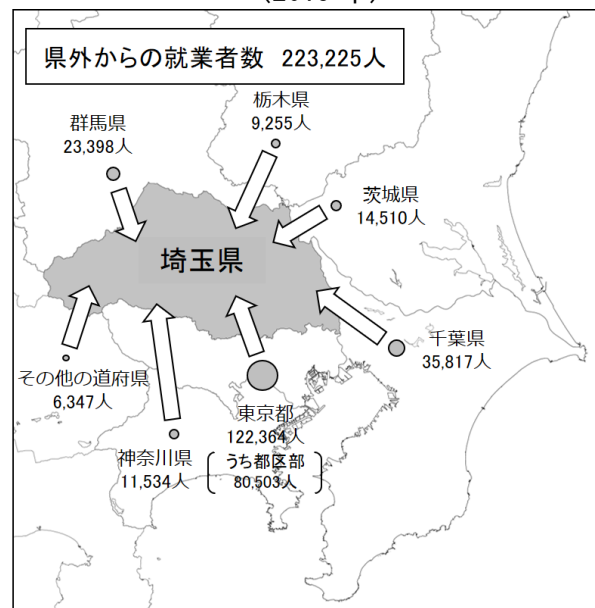 県外からの就業者数 223,225人
栃木県
9,255人
群馬県
23,398人
茨城県
14,510人
埼玉県
千葉県
35,817人
その他の道府県
6,347人
東京都
122,364人
うち都区部
80,503人
神奈川県
11,534人